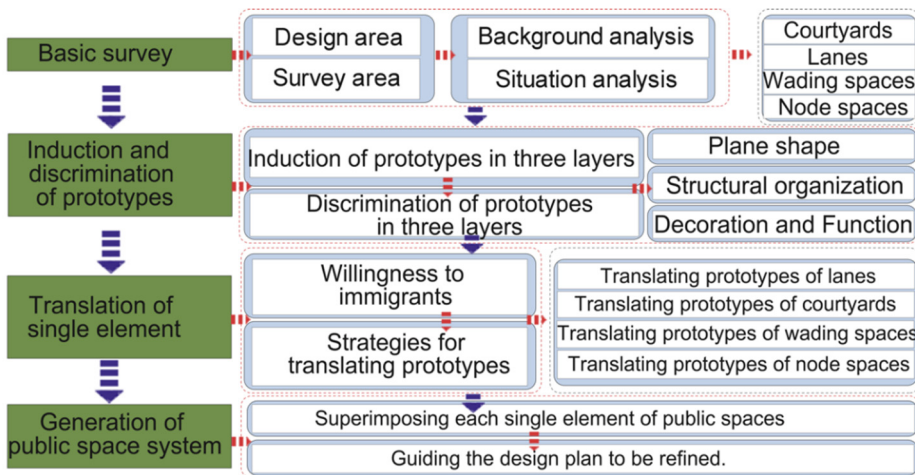 Basic survey
Design area
Survey area
Background analysis
Situation analysis
Courtyards
Lanes
Wading spaces
Node spaces
Induction and
discrimination
of prototypes
Induction of prototypes in three layers
Discrimination of prototypes
in three layers
Plane shape
Structural organization
Decoration and Function
Translation of
single element
Willingness to
immigrants
Strategies for
translating prototypes
Translating prototypes of lanes
Translating prototypes of courtyards
Translating prototypes of wading spaces
Translating prototypes of node spaces
Generation of
public space system
Superimposing each single element of public spaces
Guiding the design plan to be refined.